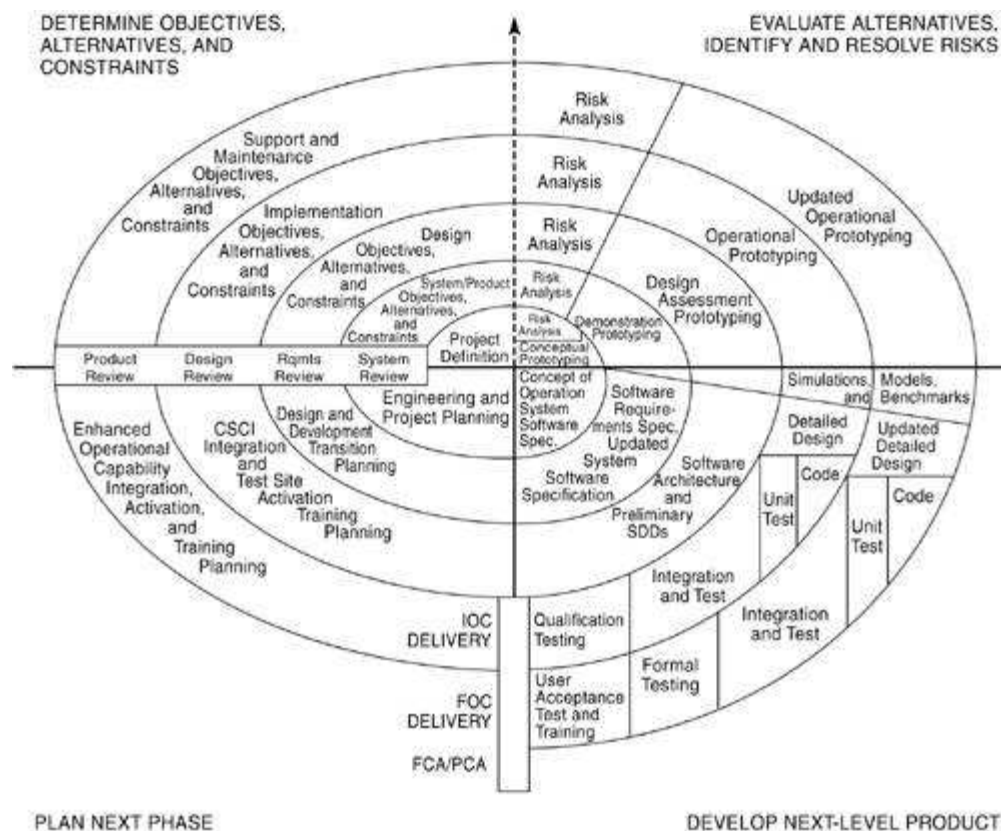 DETERMINE OBJECTIVES,
ALTERNATIVES, AND
CONSTRAINTS
EVALUATE ALTERNATIVES,
IDENTIFY AND RESOLVE RISKS
Support and
Maintenance
Objectives,
Alternatives,
and
Constraints
Implementation
Objectives,
Alternatives,
and
Constraints
Design
Objectives,
Alternatives,
and
Constraints
System/Product
Objectives,
Alternatives,
and
Constraints
Project
Definition
Risk
Analysis
Risk
Analysis
Risk
Analysis
Risk
Analysis
Risk
Analysis
Conceptual
Prototyping
Demonstration
Prototyping
Design
Assessment
Prototyping
Operational
Prototyping
Updated
Operational
Prototyping
Product
Review
Design
Review
Rqmts
Review
System
Review
Engineering and
Project Planning
Design and
Development
Transition
Planning
CSCI
Integration
and
Test Site
Activation
Training
Planning
Enhanced
Operational
Capability
Integration,
Activation,
and
Training
Planning
Concept of
Operation
System
Software
Spec.
Software
Require-
ments Spec.
Updated
System
Software
Specification
Software
Architecture
and
Preliminary
SDDs
Simulations,
and
Models,
Benchmarks
Detailed
Design
Updated
Detailed
Design
Unit
Test
Code
Unit
Test
Code
Integration
and Test
Integration
and Test
Qualification
Testing
Formal
Testing
User
Acceptance
Test and
Training
IOC
DELIVERY
FOC
DELIVERY
FCA/PCA
PLAN NEXT PHASE
DEVELOP NEXT-LEVEL PRODUCT